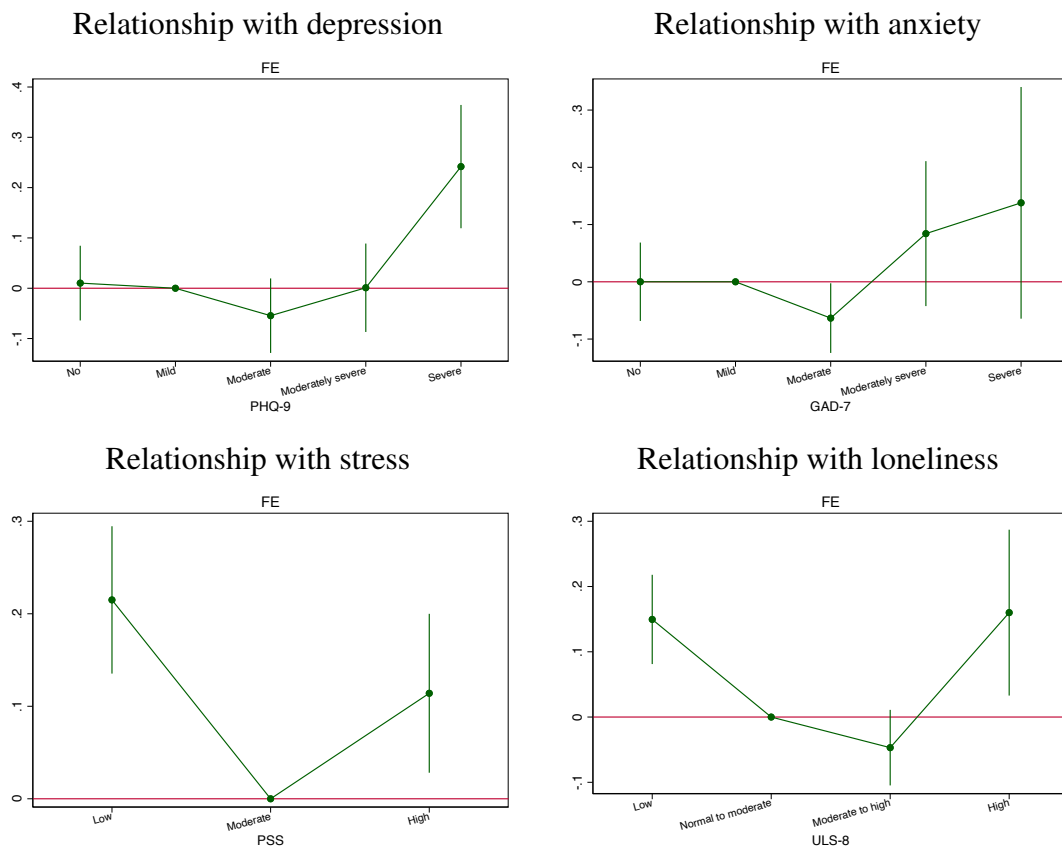 Relationship with depression
FE
.4
.3
.2
.1
0
-.1
No
Mild
Moderate
Moderately severe
Severe
PHQ-9
Relationship with anxiety
FE
.3
.2
.1
0
-.1
No
Mild
Moderate
Moderately severe
Severe
GAD-7
Relationship with stress
FE
.3
.2
.1
0
Low
Moderate
High
PSS
Relationship with loneliness
FE
.3
.2
.1
0
-.1
Low
Normal to moderate
Moderate to high
High
ULS-8